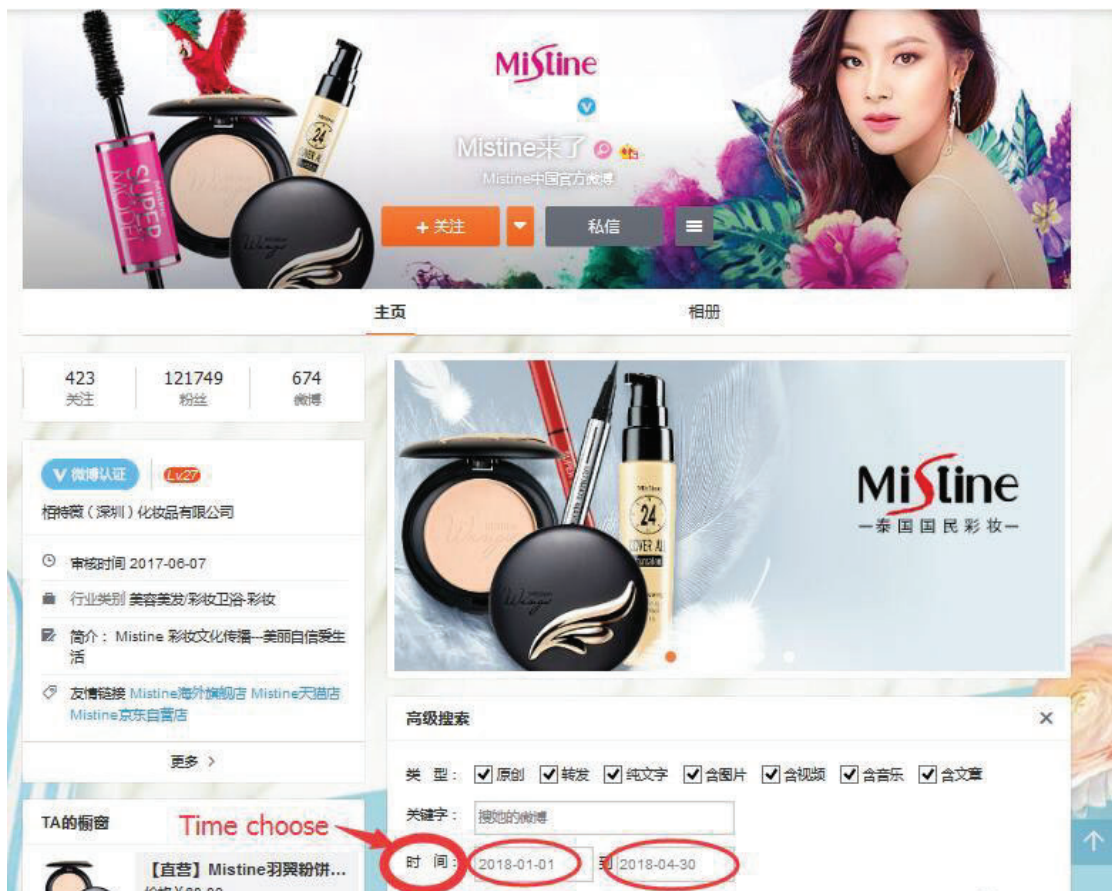 Mistine
Mistine来了
Mistine中国官方微博
+关注
私信
主页
相册
423
关注
121749
粉丝
674
微博
V 微博认证
Lv.27
栢特薇(深圳)化妆品有限公司
审核时间 2017-06-07
行业类别 美容美发/彩妆卫浴-彩妆
简介: Mistine 彩妆文化传播---美丽自信爱生
活
友情链接 Mistine海外旗舰店 Mistine天猫店
Mistine京东自营店
更多 >
TA的橱窗
【直营】Mistine羽翼粉饼...
Mistine
SUPER
MODEL
24
Wings
24
COVER ALL
Wings
Mistine
—泰国国民彩妆—
高级搜索
类 型: 原创 转发 纯文字 含图片 含视频 含音乐 含文章
关键字: 搜她的微博
Time choose
时 间: 2018-01-01 到 2018-04-30